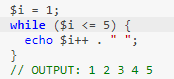 $i = 1;
while ($i <= 5) {
  echo $i++ . " ";
}
// OUTPUT: 1 2 3 4 5